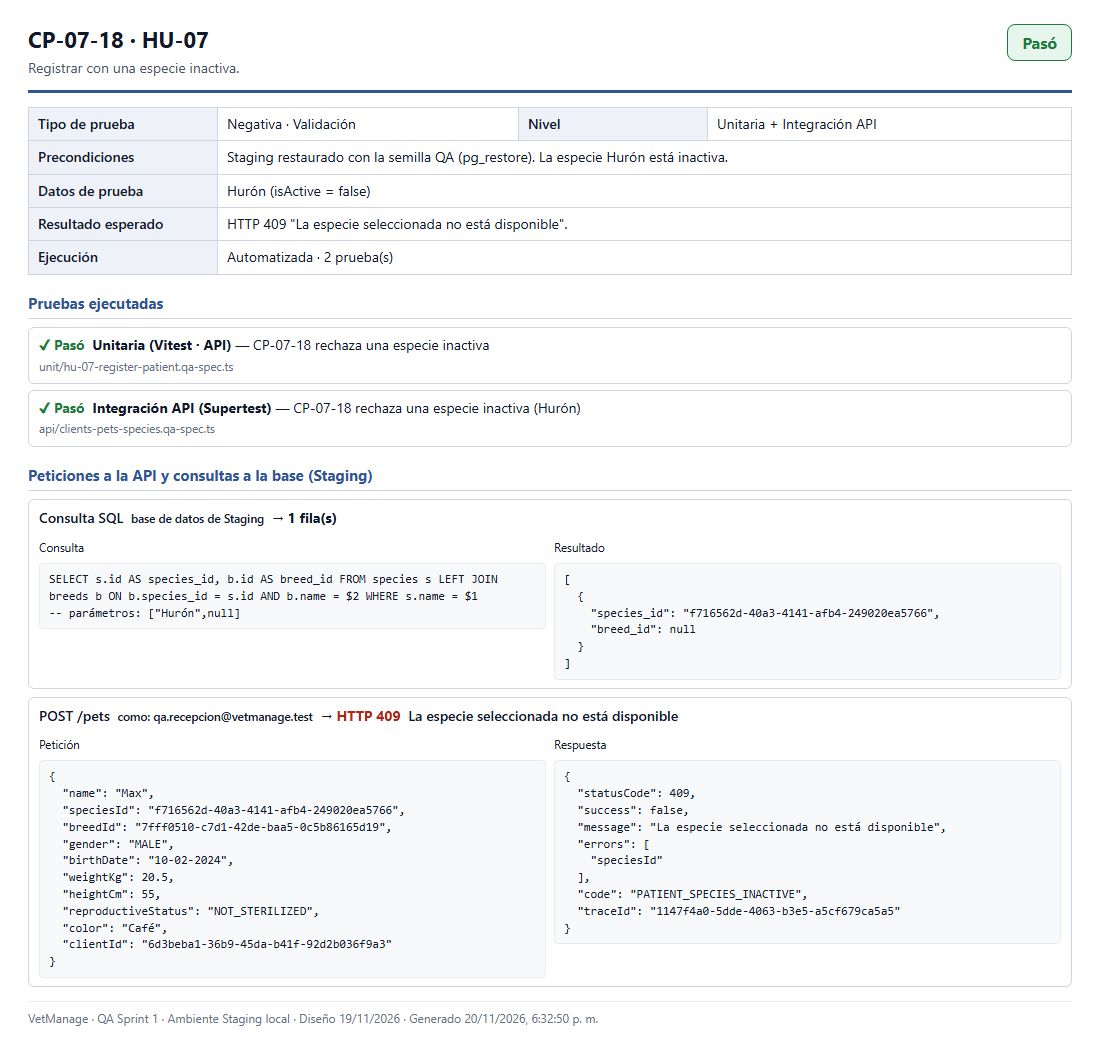 CP-07-18 · HU-07
Pasó
Registrar con una especie inactiva.
Tipo de prueba Negativa · Validación Nivel Unitaria + Integración API
Precondiciones Staging restaurado con la semilla QA (pg_restore). La especie Hurón está inactiva.
Datos de prueba Hurón (isActive = false)
Resultado esperado HTTP 409 "La especie seleccionada no está disponible".
Ejecución Automatizada · 2 prueba(s)
Pruebas ejecutadas
✓ Pasó Unitaria (Vitest · API) — CP-07-18 rechaza una especie inactiva
unit/hu-07-register-patient.qa-spec.ts
✓ Pasó Integración API (Supertest) — CP-07-18 rechaza una especie inactiva (Hurón)
api/clients-pets-species.qa-spec.ts
Peticiones a la API y consultas a la base (Staging)
Consulta SQL base de datos de Staging → 1 fila(s)
Consulta
SELECT s.id AS species_id, b.id AS breed_id FROM species s LEFT JOIN
breeds b ON b.species_id = s.id AND b.name = $2 WHERE s.name = $1
-- parámetros: ["Hurón",null]
Resultado
[
  {
    "species_id": "f716562d-40a3-4141-afb4-249020ea5766",
    "breed_id": null
  }
]
POST /pets como: qa.recepcion@vetmanage.test → HTTP 409 La especie seleccionada no está disponible
Petición
{
  "name": "Max",
  "speciesId": "f716562d-40a3-4141-afb4-249020ea5766",
  "breedId": "7fff0510-c7d1-42de-baa5-0c5b86165d19",
  "gender": "MALE",
  "birthDate": "10-02-2024",
  "weightKg": 20.5,
  "heightCm": 55,
  "reproductiveStatus": "NOT_STERILIZED",
  "color": "Café",
  "clientId": "6d3beba1-36b9-45da-b41f-92d2b036f9a3"
}
Respuesta
{
  "statusCode": 409,
  "success": false,
  "message": "La especie seleccionada no está disponible",
  "errors": [
    "speciesId"
  ],
  "code": "PATIENT_SPECIES_INACTIVE",
  "traceId": "1147f4a0-5dde-4063-b3e5-a5cf679ca5a5"
}
VetManage · QA Sprint 1 · Ambiente Staging local · Diseño 19/11/2026 · Generado 20/11/2026, 6:32:50 p. m.